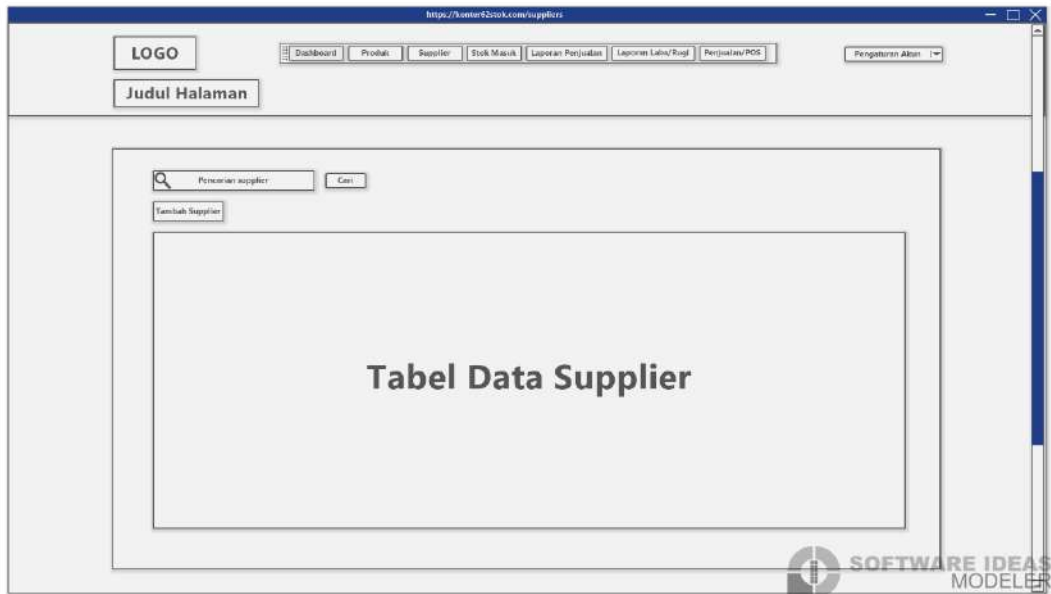 https://konter62stok.com/suppliers
LOGO
Dashboard Produk Supplier Stok Masuk Laporan Penjualan Laporan Laba/Rugi Penjualan/POS
Pengaturan Akun
Judul Halaman
Pencarian supplier Cari
Tambah Supplier
Tabel Data Supplier
SOFTWARE IDEAS
MODELER